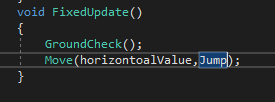 void FixedUpdate()
{
GroundCheck();
Move(horizontoalValue,Jump);
}